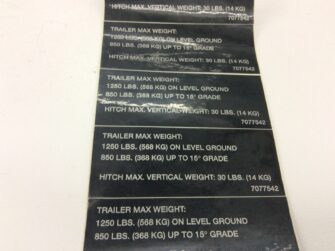 HITCH MAX. VERTICAL WEIGHT: 30 LBS. (14 KG)
7077542
TRAILER MAX WEIGHT:
1250 LBS. (568 KG) ON LEVEL GROUND
850 LBS. (368 KG) UP TO 15° GRADE
HITCH MAX. VERTICAL WEIGHT: 30 LBS. (14 KG)
7077542
TRAILER MAX WEIGHT:
1250 LBS. (568 KG) ON LEVEL GROUND
850 LBS. (368 KG) UP TO 15° GRADE
HITCH MAX. VERTICAL WEIGHT: 30 LBS. (14 KG)
7077542
TRAILER MAX WEIGHT:
1250 LBS. (568 KG) ON LEVEL GROUND
850 LBS. (368 KG) UP TO 15° GRADE
HITCH MAX. VERTICAL WEIGHT: 30 LBS. (14 KG)
7077542
TRAILER MAX WEIGHT:
1250 LBS. (568 KG) ON LEVEL GROUND
850 LBS. (368 KG) UP TO 15° GRADE